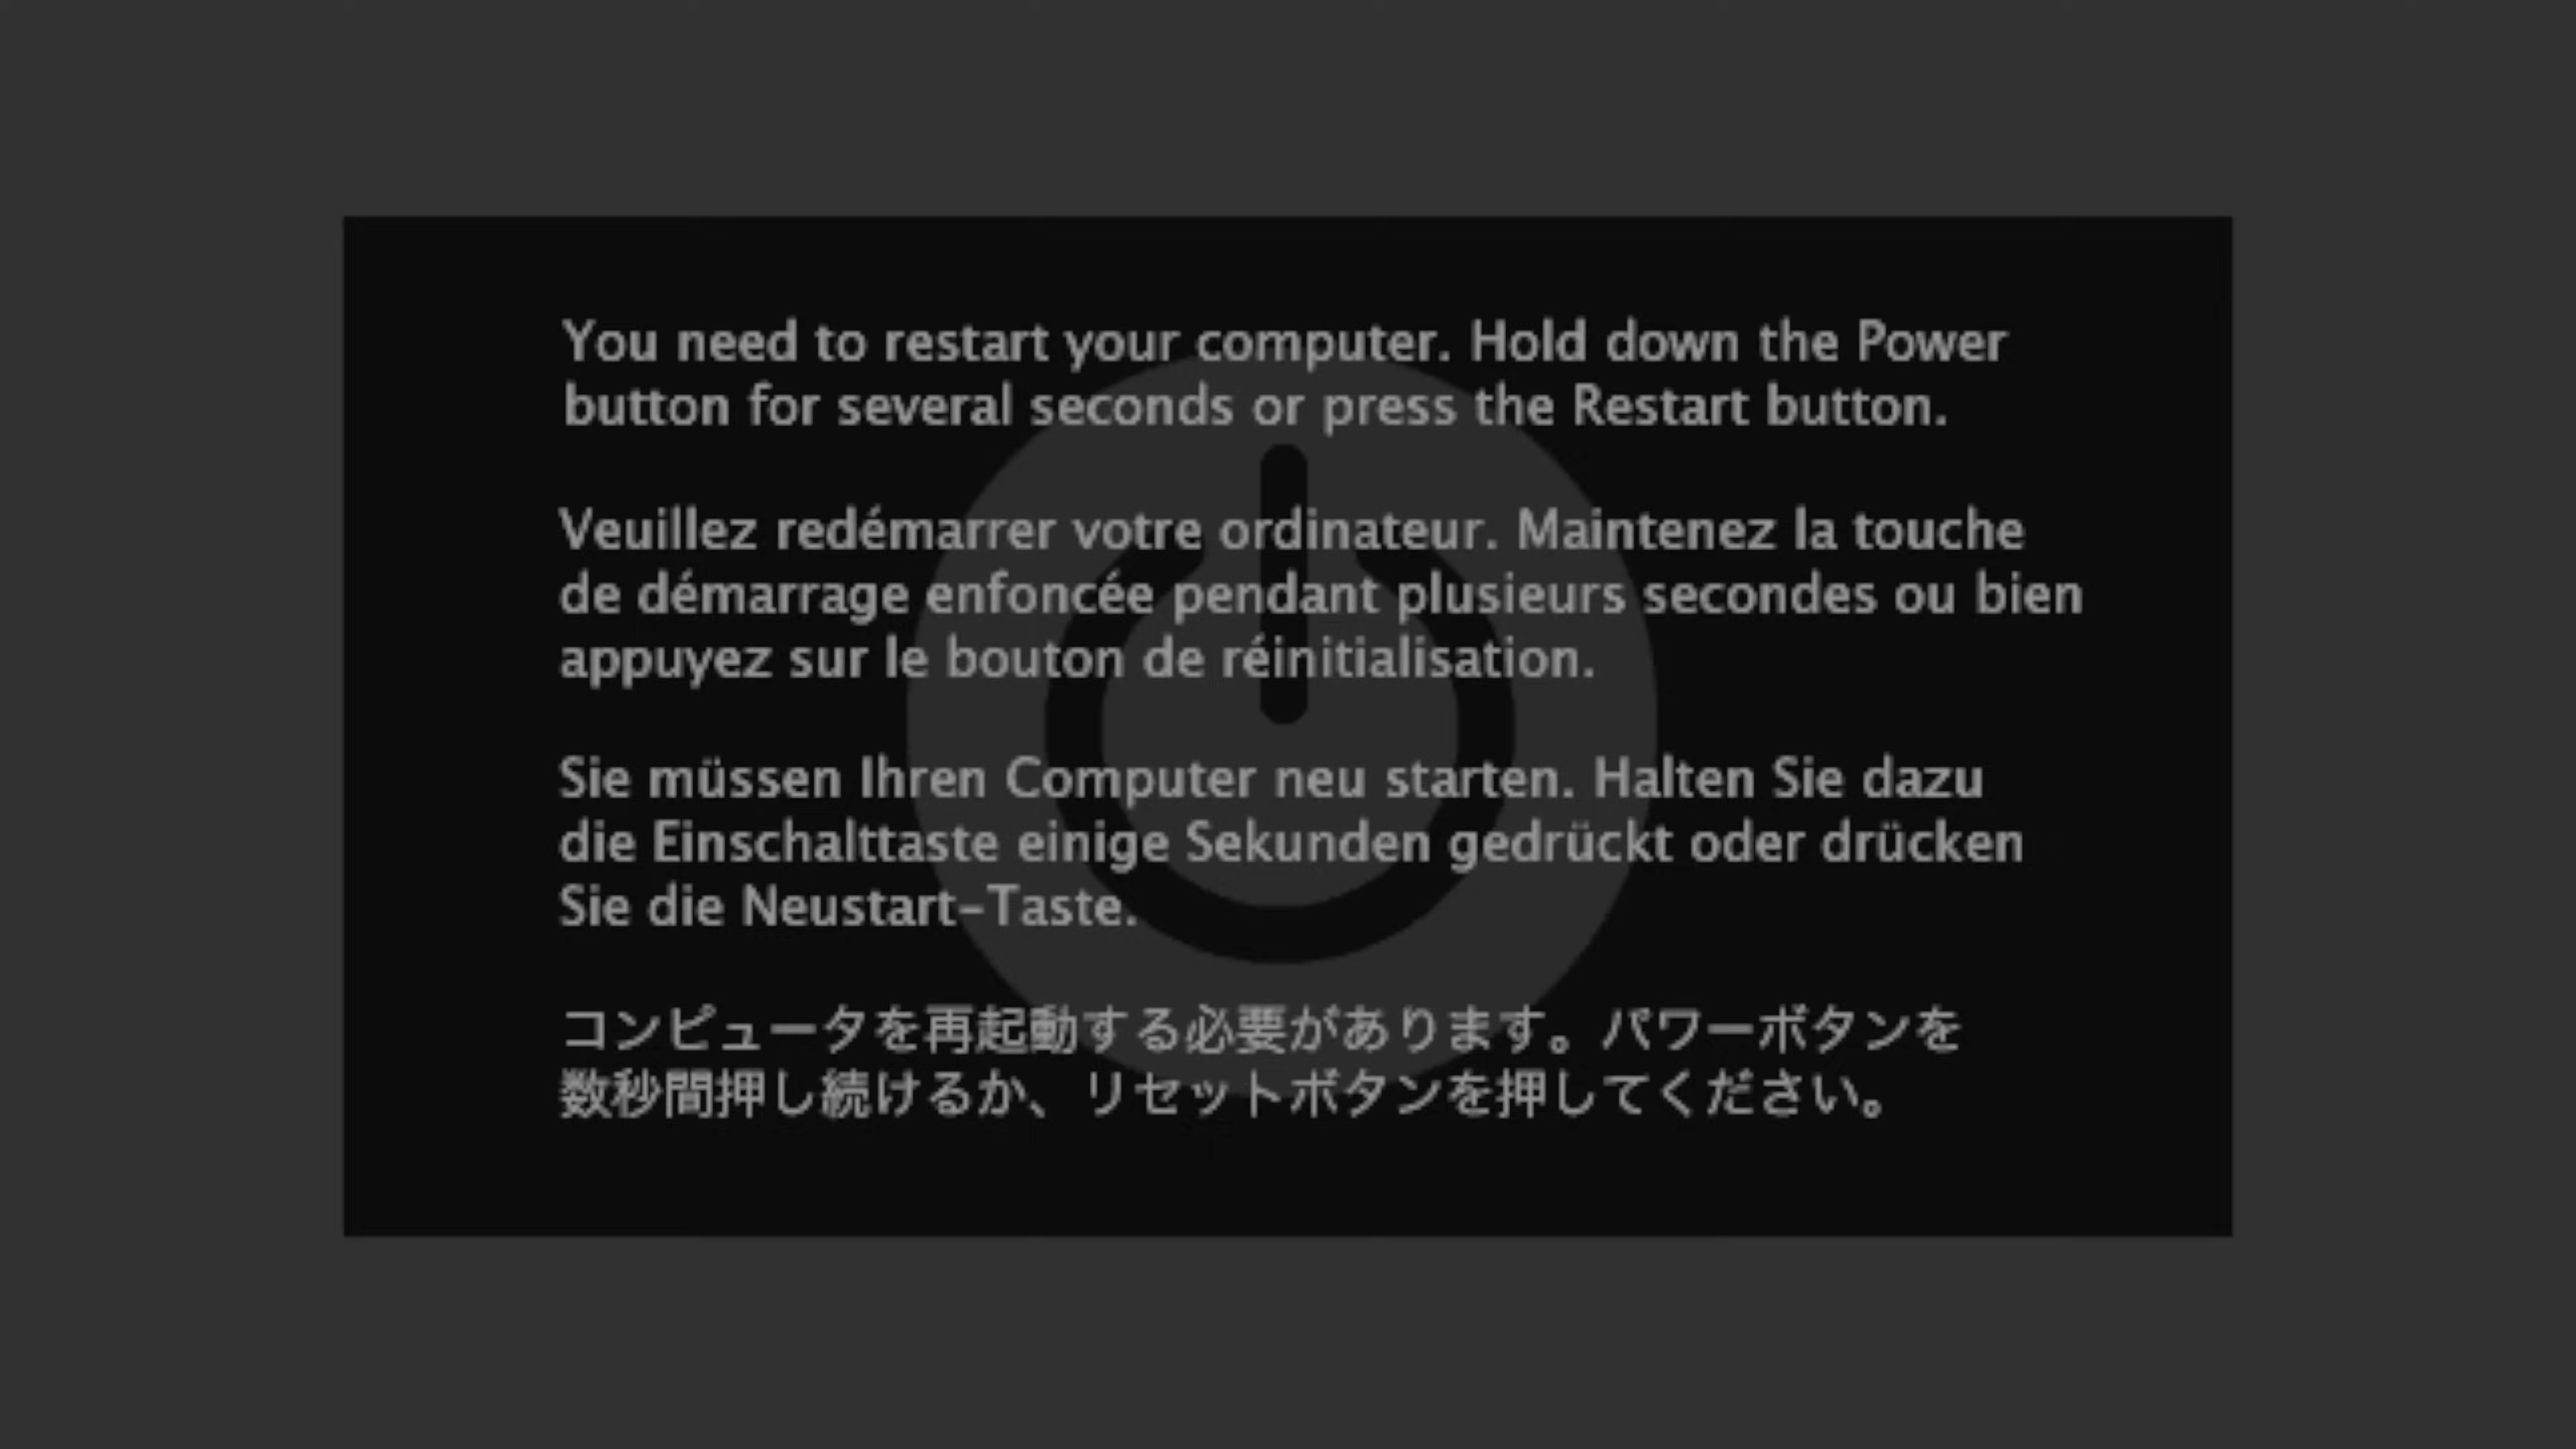 You need to restart your computer. Hold down the Power
button for several seconds or press the Restart button.
Veuillez redémarrer votre ordinateur. Maintenez la touche
de démarrage enfoncée pendant plusieurs secondes ou bien
appuyez sur le bouton de réinitialisation.
Sie müssen Ihren Computer neu starten. Halten Sie dazu
die Einschalttaste einige Sekunden gedrückt oder drücken
Sie die Neustart-Taste.
コンピュータを再起動する必要があります。パワーボタンを
数秒間押し続けるか、リセットボタンを押してください。